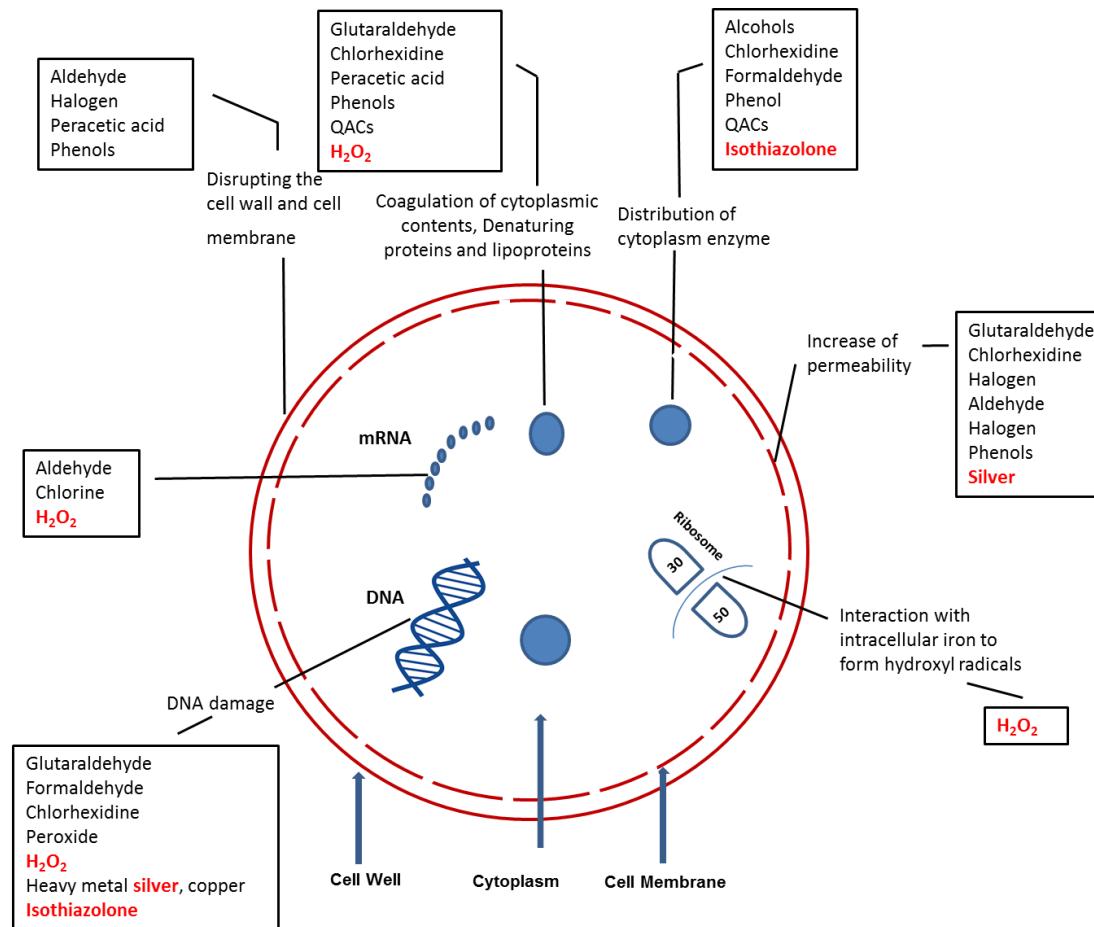 Aldehyde
Halogen
Peracetic acid
Phenols
Disrupting the
cell wall and cell
membrane
Glutaraldehyde
Chlorhexidine
Peracetic acid
Phenols
QACs
H₂O₂
Coagulation of cytoplasmic
contents, Denaturing
proteins and lipoproteins
Alcohols
Chlorhexidine
Formaldehyde
Phenol
QACs
Isothiazolone
Distribution of
cytoplasm enzyme
Increase of
permeability
Glutaraldehyde
Chlorhexidine
Halogen
Aldehyde
Halogen
Phenols
Silver
mRNA
Aldehyde
Chlorine
H₂O₂
Ribosome
30
50
DNA
Interaction with
intracellular iron to
form hydroxyl radicals
H₂O₂
DNA damage
Glutaraldehyde
Formaldehyde
Chlorhexidine
Peroxide
H₂O₂
Heavy metal silver, copper
Isothiazolone
Cell Well
Cytoplasm
Cell Membrane